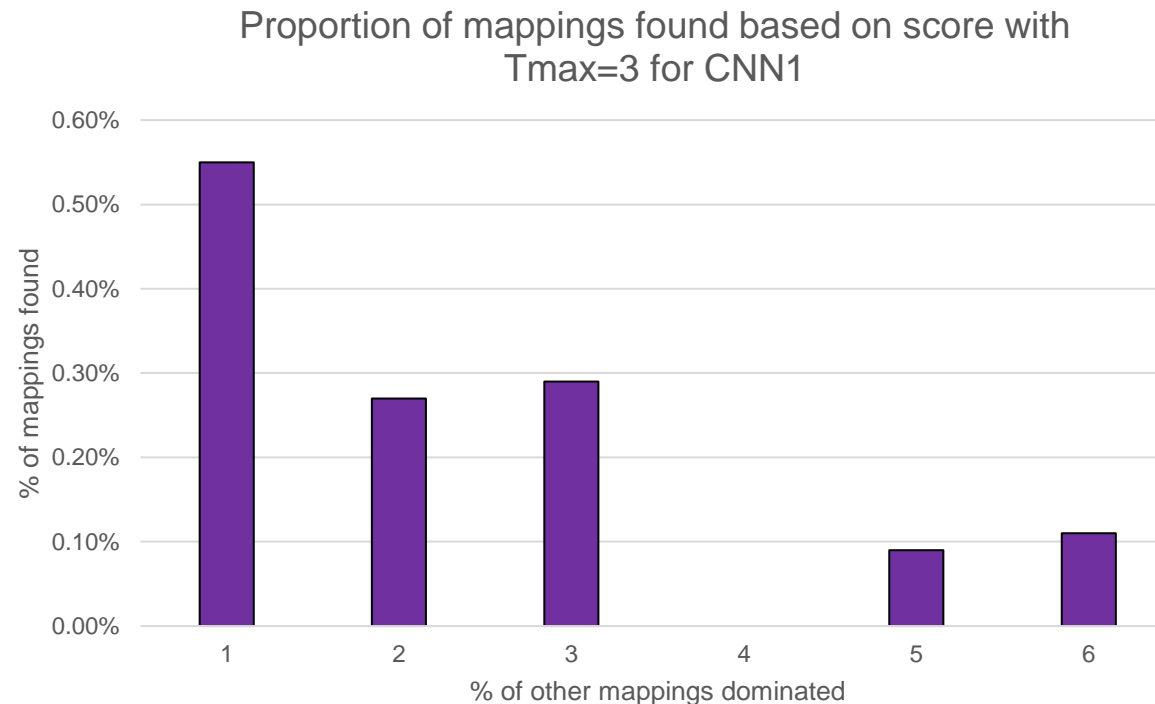 Proportion of mappings found based on score with
Tmax=3 for CNN1
0.60%
0.50%
0.40%
0.30%
0.20%
0.10%
0.00%
% of mappings found
1 2 3 4 5 6
% of other mappings dominated